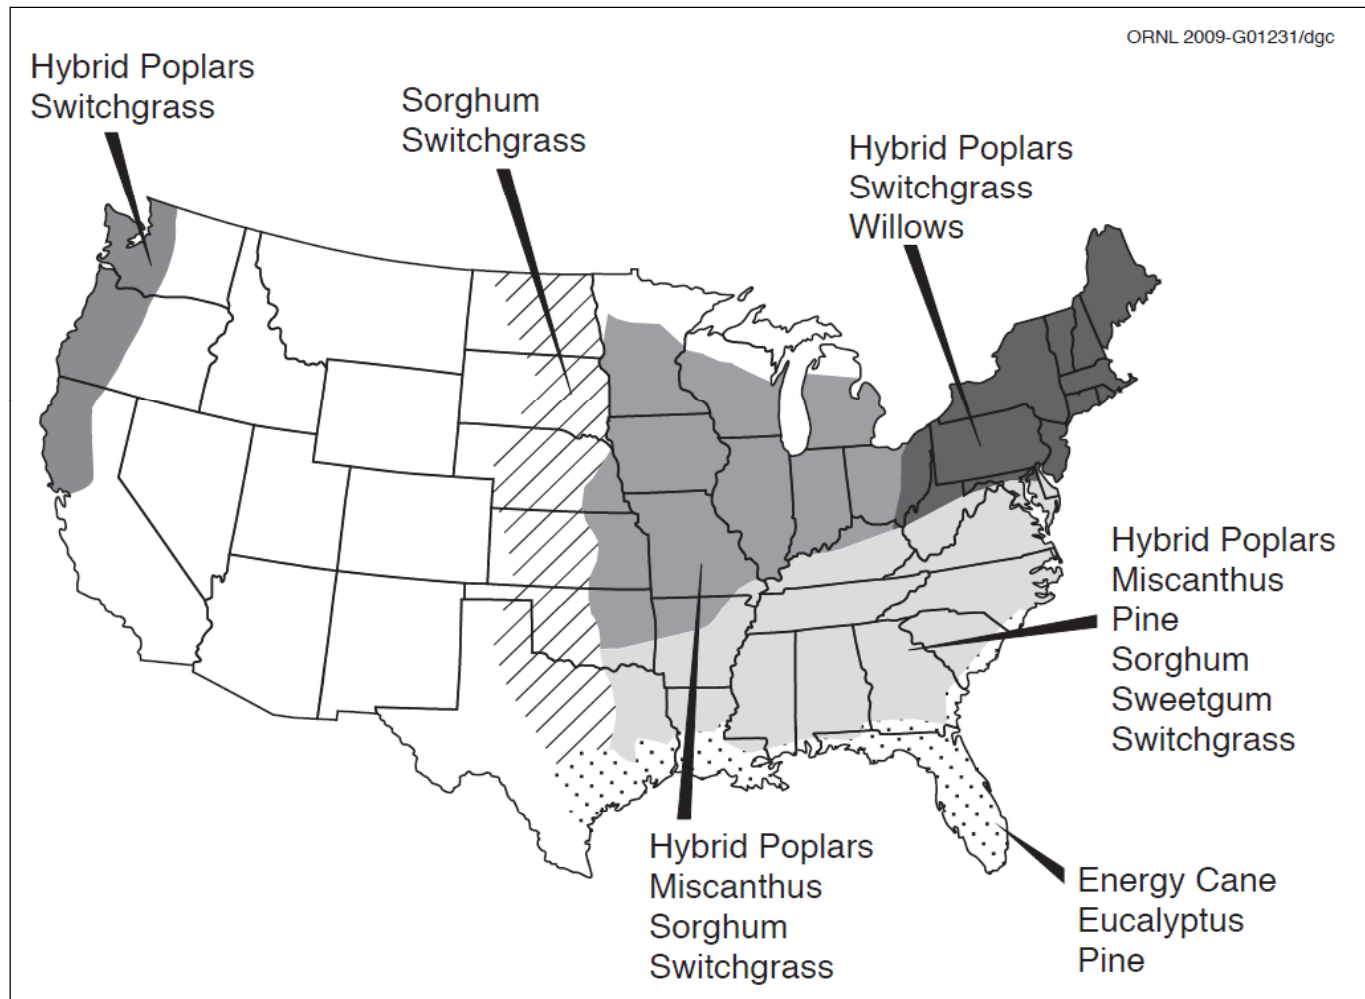 ORNL 2009-G01231/dgc
Hybrid Poplars
Switchgrass
Sorghum
Switchgrass
Hybrid Poplars
Switchgrass
Willows
Hybrid Poplars
Miscanthus
Pine
Sorghum
Sweetgum
Switchgrass
Hybrid Poplars
Miscanthus
Sorghum
Switchgrass
Energy Cane
Eucalyptus
Pine